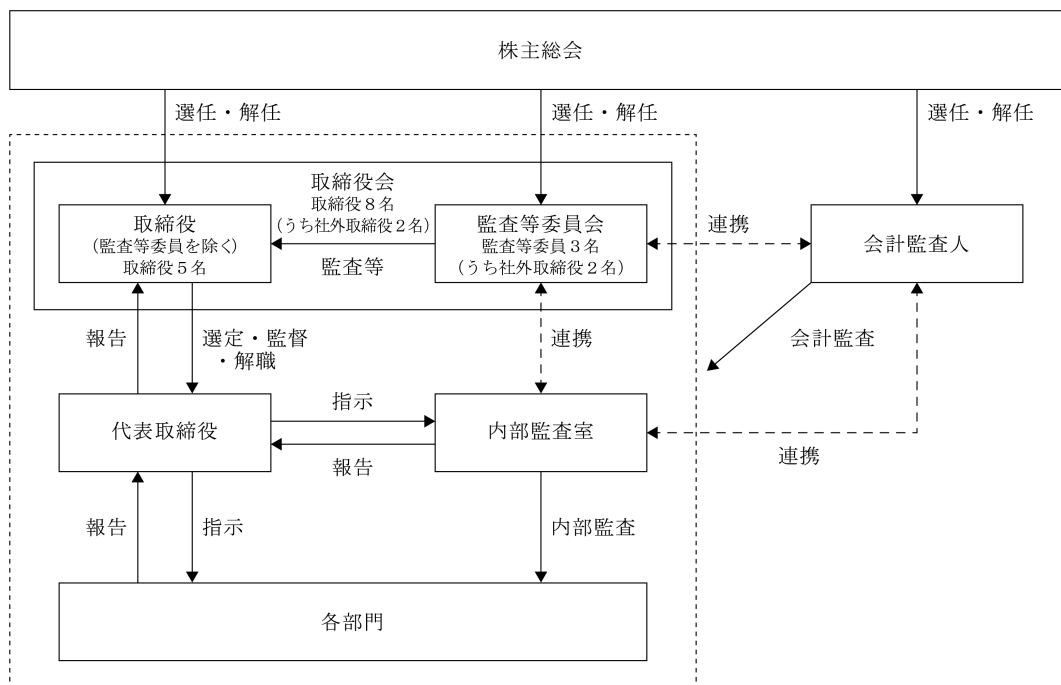 株主総会
選任・解任
選任・解任
選任・解任
取締役会
取締役8名
(うち社外取締役2名)
取締役
(監査等委員を除く)
取締役5名
監査等
監査等委員会
監査等委員3名
(うち社外取締役2名)
連携
会計監査人
報告
選定・監督
・解職
連携
会計監査
代表取締役
指示
報告
内部監査室
連携
報告
指示
内部監査
各部門